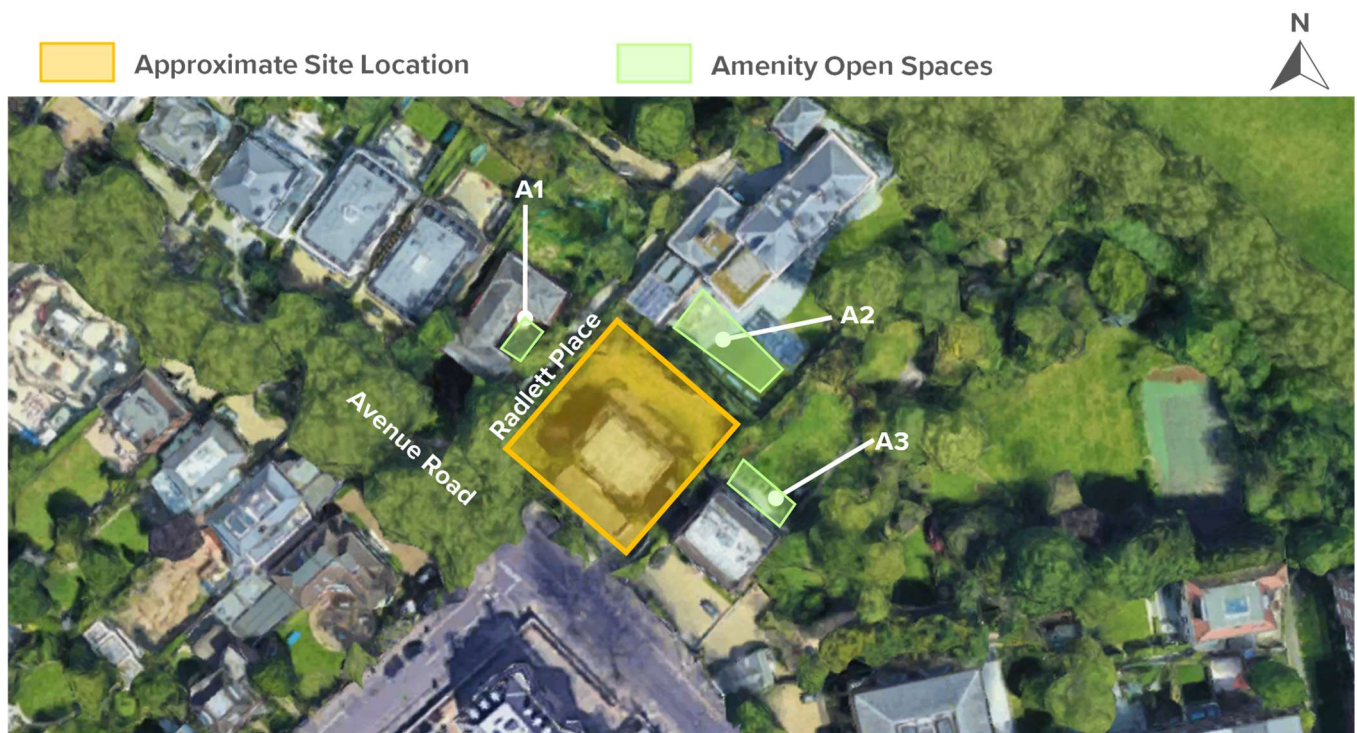 N
Approximate Site Location
Amenity Open Spaces
A1
A2
Radlett Place
Avenue Road
A3